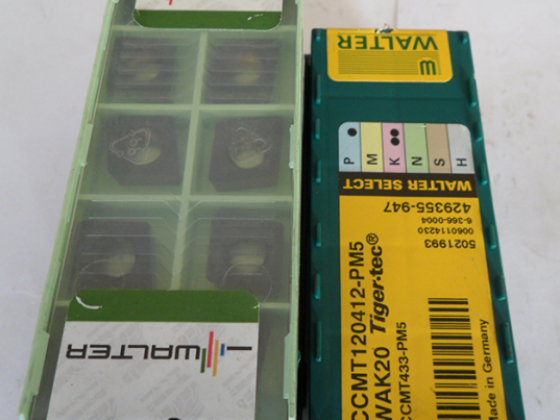 WALTER
P M K N S H
WALTER SELECT
429355-947
6-366-0004
0060114230
5021993
CCMT120412-PM5
WAK20 Tiger·tec®
CCMT433-PM5
Made in Germany
WALTER
WALTER